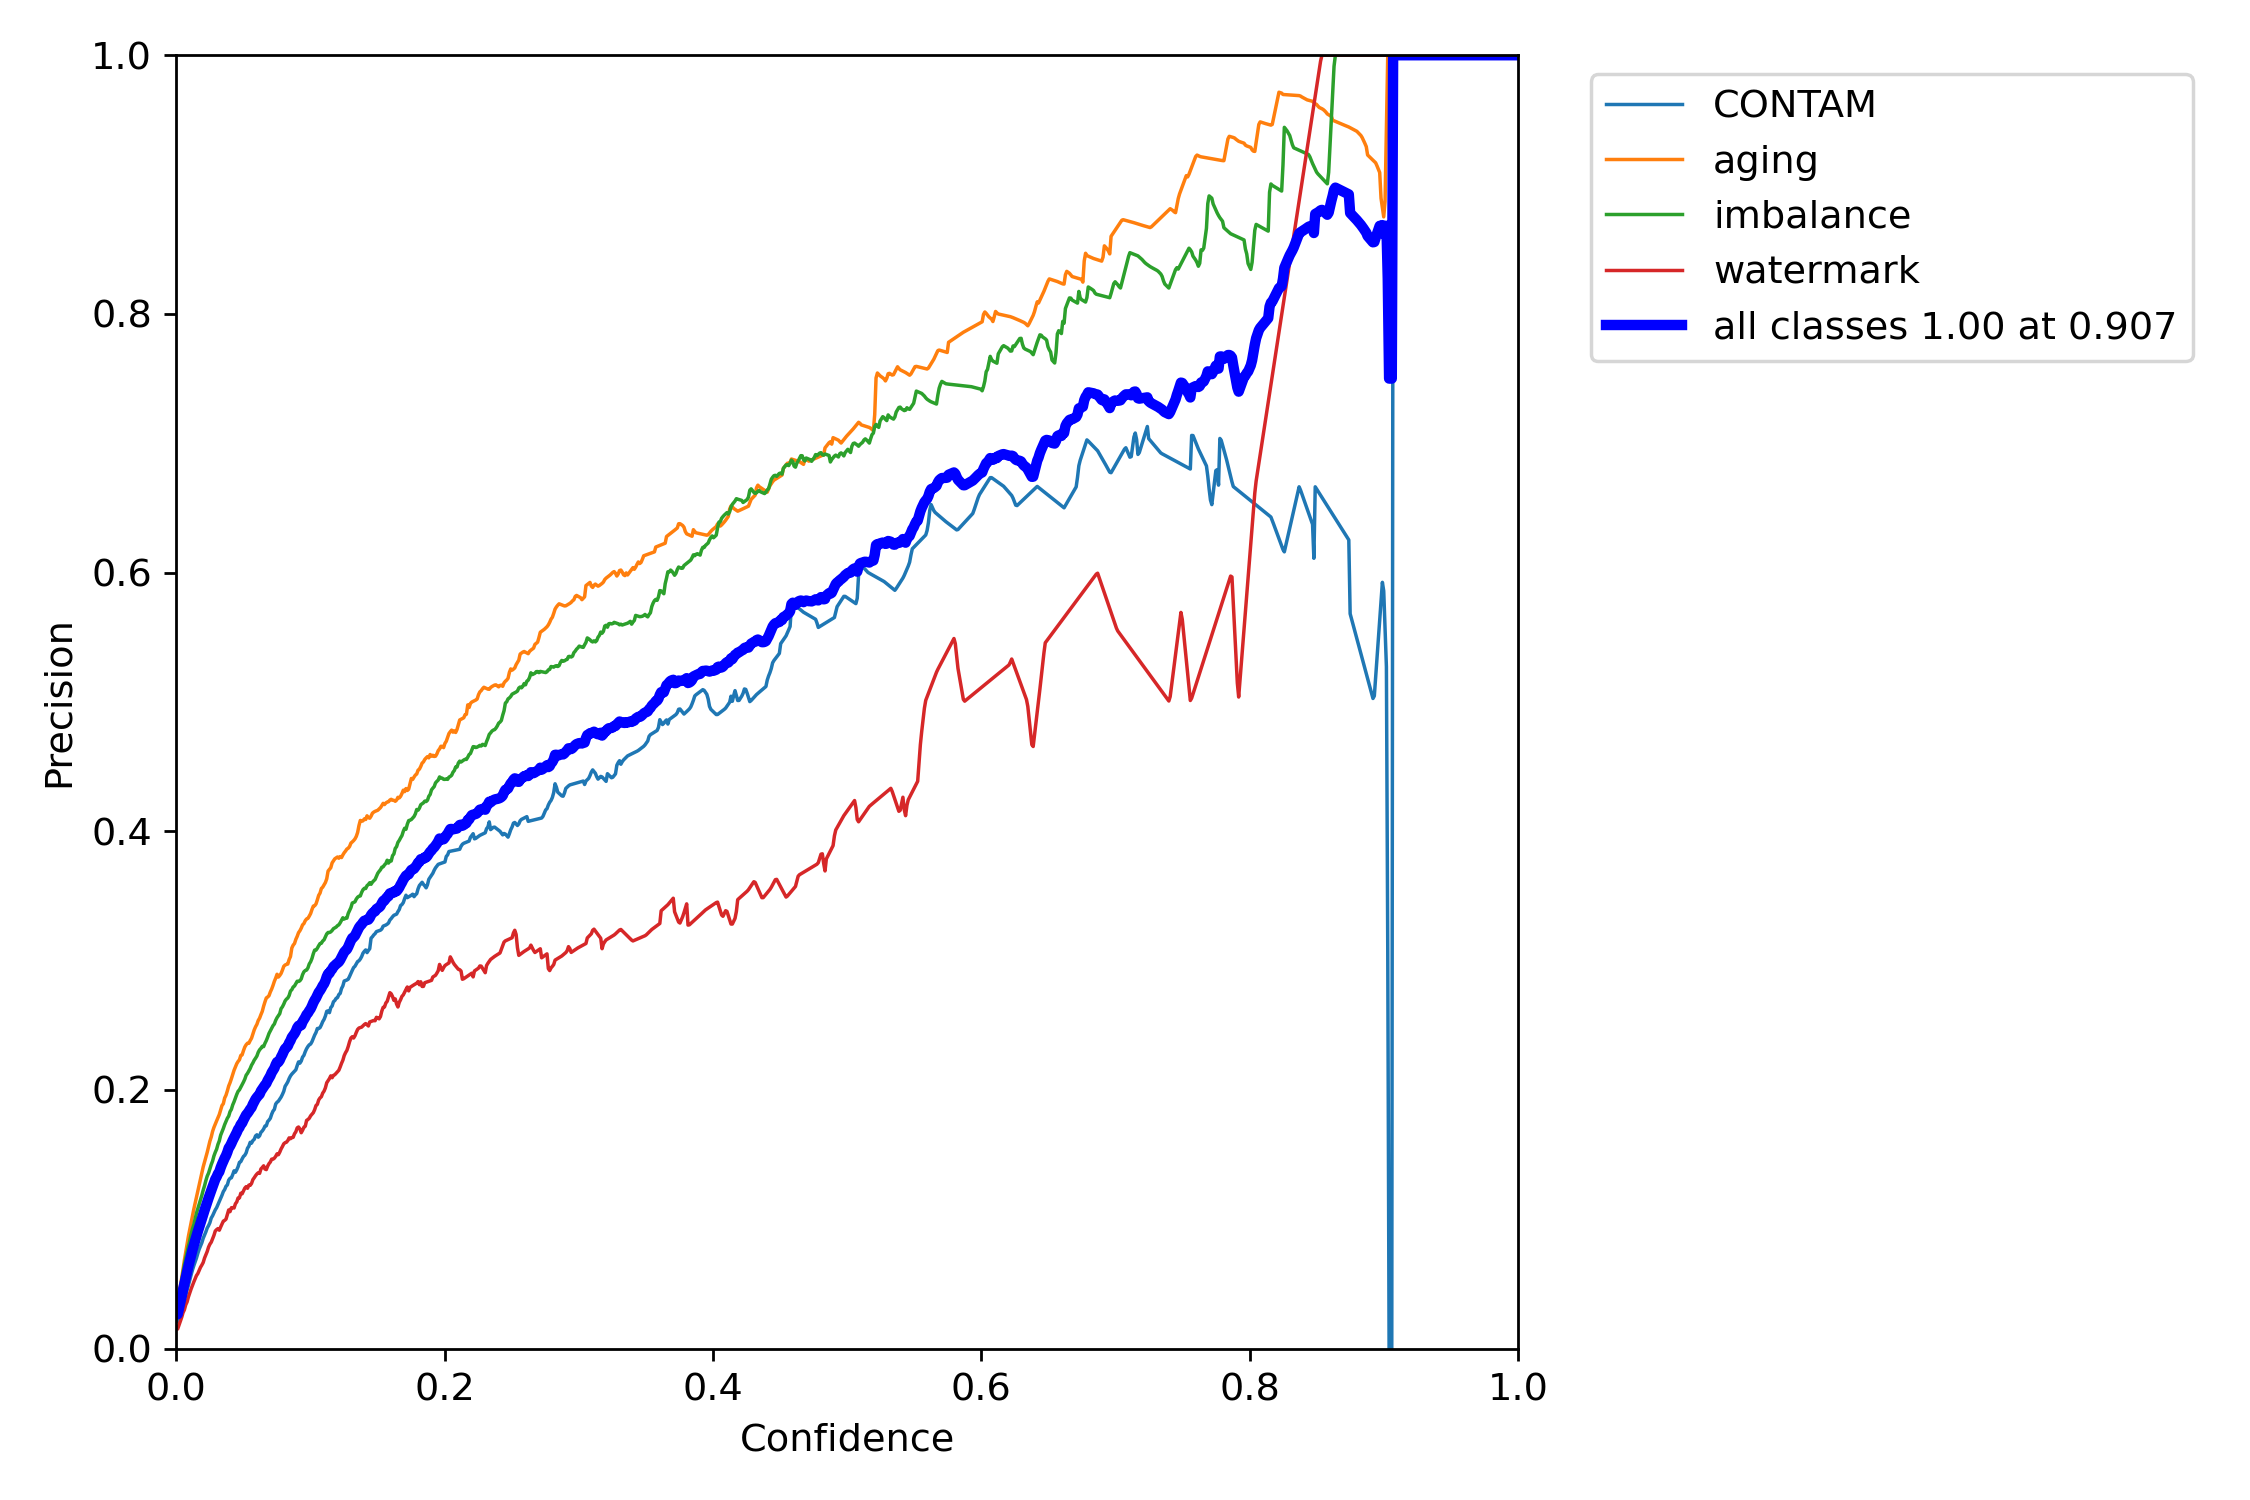 1.0
0.8
0.6
0.4
0.2
0.0
Precision
0.0 0.2 0.4 0.6 0.8 1.0
Confidence
CONTAM
aging
imbalance
watermark
all classes 1.00 at 0.907